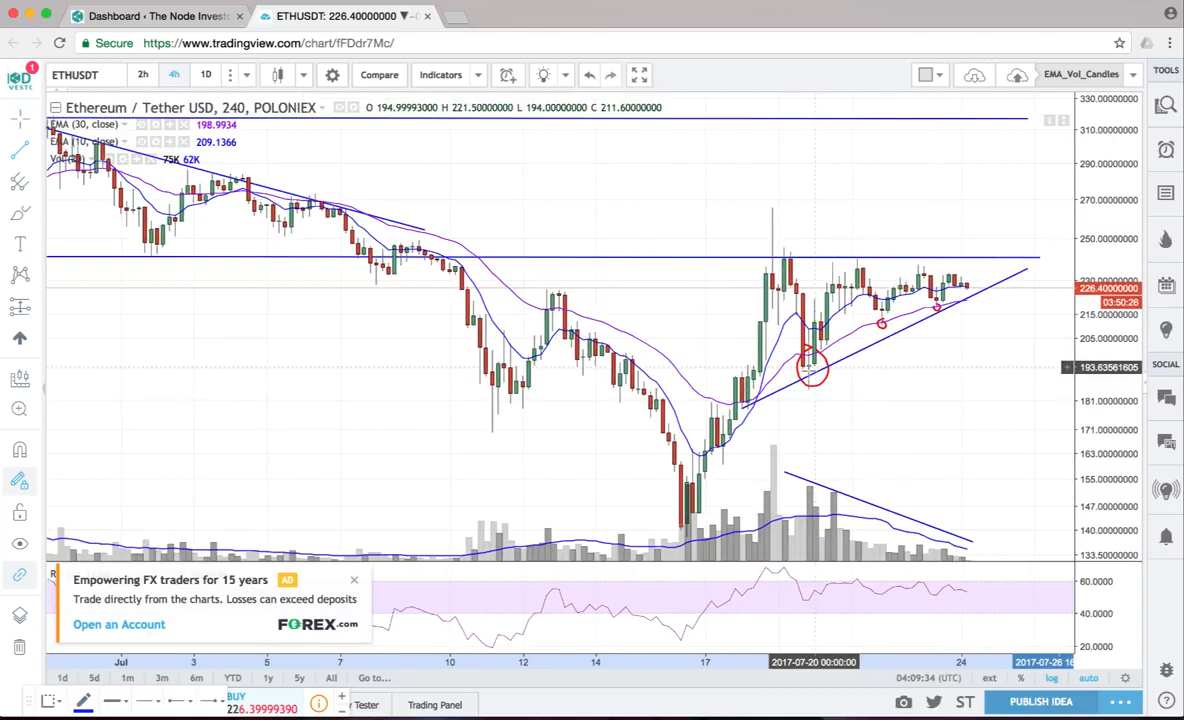 Dashboard ‹ The Node Invest
ETHUSDT: 226.40000000 ▼
Secure https://www.tradingview.com/chart/fFDdr7Mc/
1
VESTC
ETHUSDT 2h 4h 1D Compare Indicators EMA_Vol_Candles TOOLS
Ethereum / Tether USD, 240, POLONIEX O 194.99993000 H 221.50000000 L 194.00000000 C 211.60000000
EMA (30, close) 198.9934
EMA (10, close) 209.1366
75K 62K
330.00000000
310.00000000
290.00000000
270.00000000
250.00000000
226.40000000
03:50:26
215.00000000
205.00000000
193.63561805
SOCIAL
181.00000000
171.00000000
163.00000000
155.00000000
147.00000000
140.00000000
133.50000000
60.0000
40.0000
20.0000
Empowering FX traders for 15 years AD
Trade directly from the charts. Losses can exceed deposits
Open an Account FOREX.com
Jul 3 5 7 10 12 14 17 2017-07-20 00:00:00 24 2017-07-26 16
1d 5d 1m 3m 6m YTD 1y 5y All Go to... 04:09:34 (UTC) ext % log auto
BUY
226.39999390
Tester Trading Panel ST PUBLISH IDEA